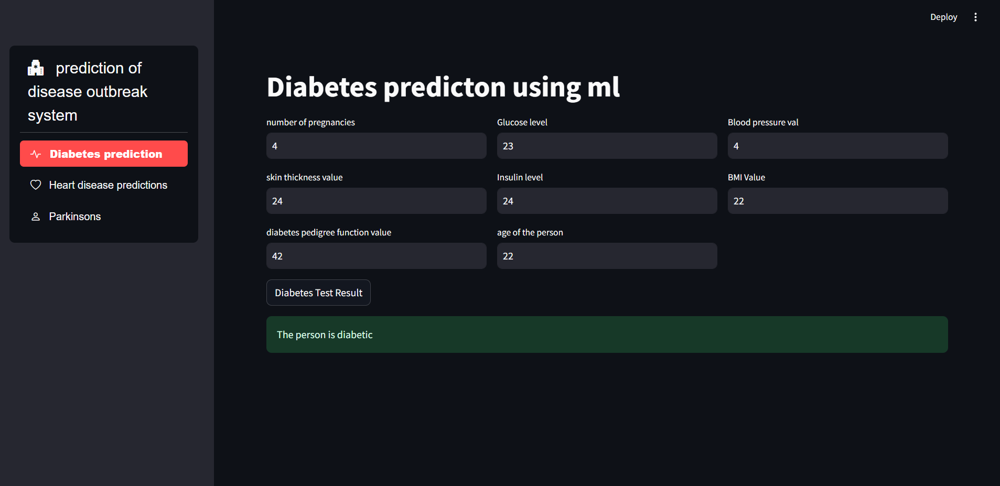 prediction of
disease outbreak
system
Diabetes prediction
Heart disease predictions
Parkinsons
Deploy
Diabetes predicton using ml
number of pregnancies
4
Glucose level
23
Blood pressure val
4
skin thickness value
24
Insulin level
24
BMI Value
22
diabetes pedigree function value
42
age of the person
22
Diabetes Test Result
The person is diabetic